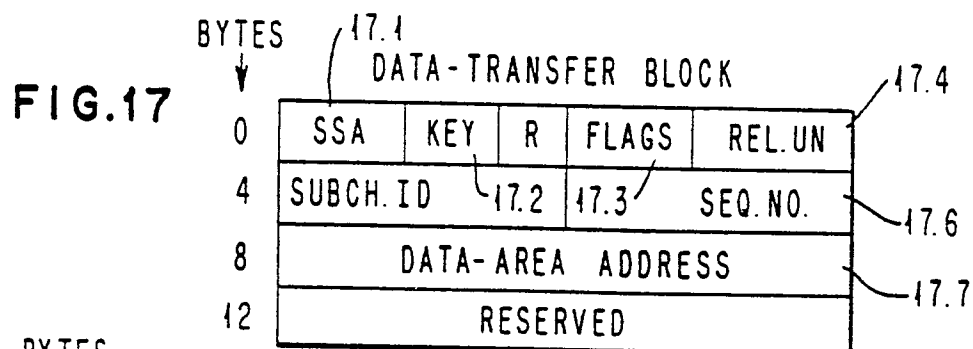 BYTES 17.1
DATA-TRANSFER BLOCK
FIG.17 17.4
0 SSA KEY R FLAGS REL.UN
4 SUBCH.ID 17.2 17.3 SEQ.NO.
17.6
8 DATA-AREA ADDRESS
17.7
12 RESERVED
BYTES